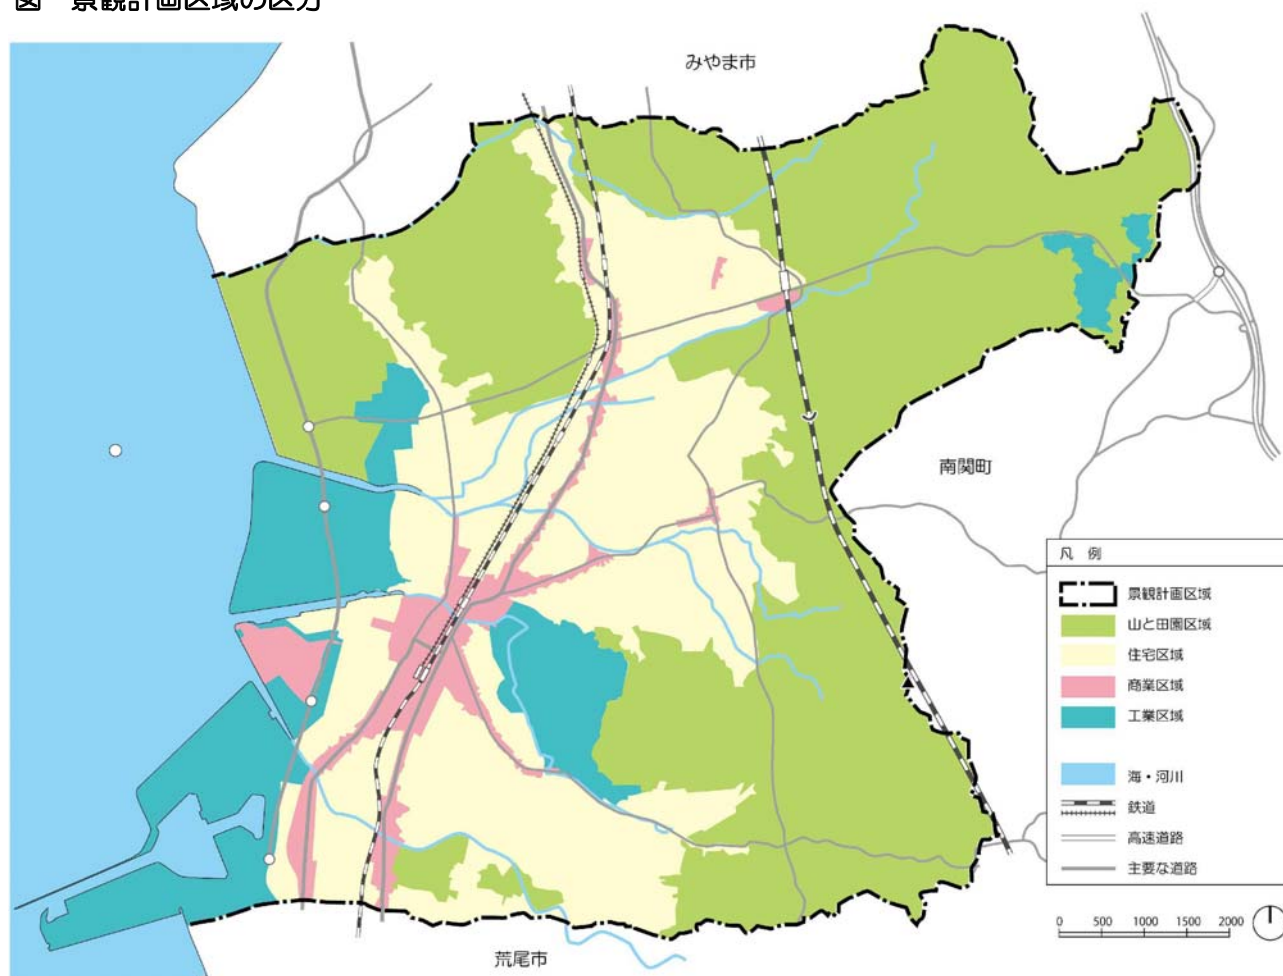 図 景観計画区域の区分
みやま市
南関町
荒尾市
凡 例
景観計画区域
山と田園区域
住宅区域
商業区域
工業区域
海・河川
鉄道
高速道路
主要な道路
0 500 1000 1500 2000